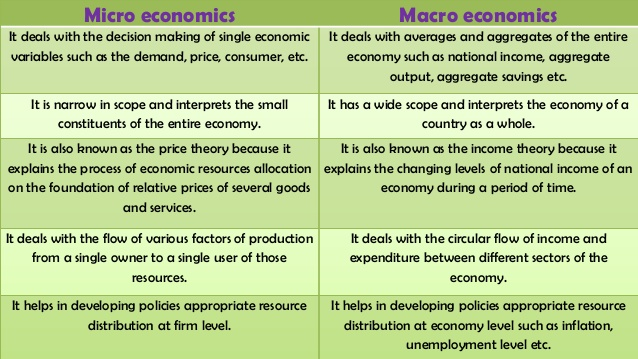 Micro economics
Macro economics
It deals with the decision making of single economic
variables such as the demand, price, consumer, etc.
It deals with averages and aggregates of the entire
economy such as national income, aggregate
output, aggregate savings etc.
It is narrow in scope and interprets the small
constituents of the entire economy.
It has a wide scope and interprets the economy of a
country as a whole.
It is also known as the price theory because it
explains the process of economic resources allocation
on the foundation of relative prices of several goods
and services.
It is also known as the income theory because it
explains the changing levels of national income of an
economy during a period of time.
It deals with the flow of various factors of production
from a single owner to a single user of those
resources.
It deals with the circular flow of income and
expenditure between different sectors of the
economy.
It helps in developing policies appropriate resource
distribution at firm level.
It helps in developing policies appropriate resource
distribution at economy level such as inflation,
unemployment level etc.